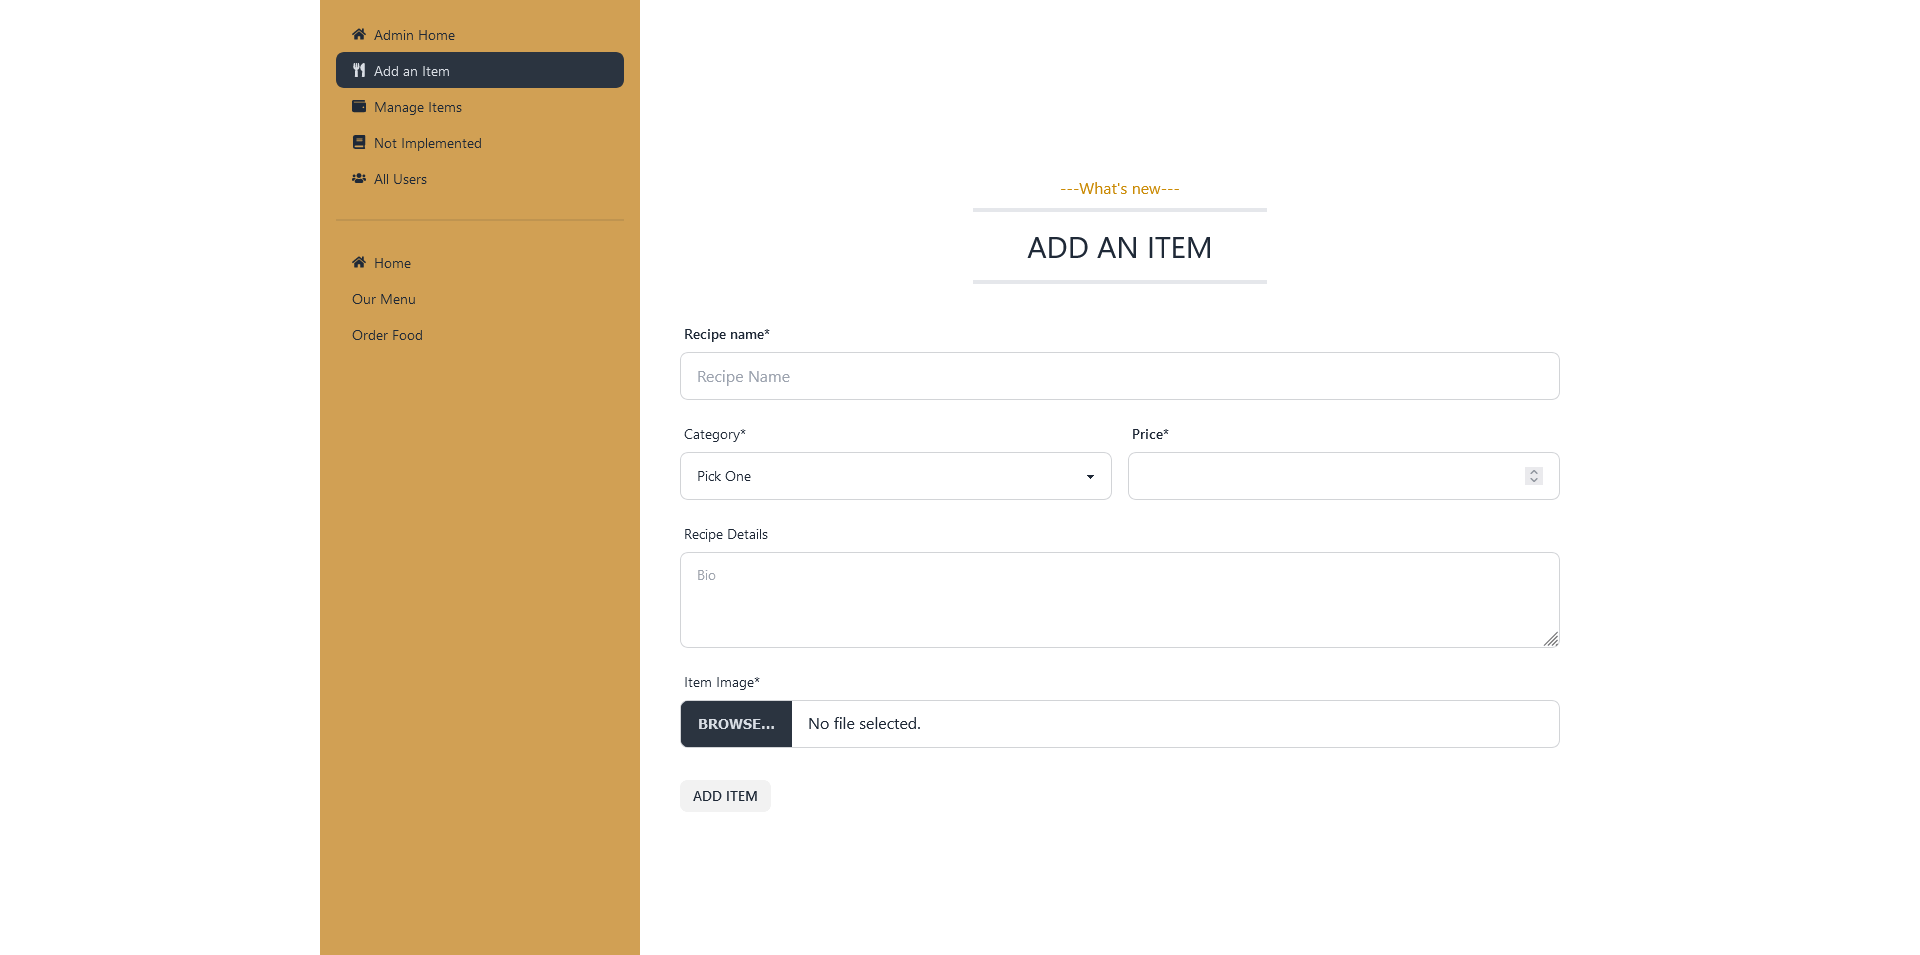 Admin Home
Add an Item
Manage Items
Not Implemented
All Users
Home
Our Menu
Order Food
---What's new---
ADD AN ITEM
Recipe name*
Recipe Name
Category*
Price*
Pick One
Recipe Details
Bio
Item Image*
BROWSE... No file selected.
ADD ITEM